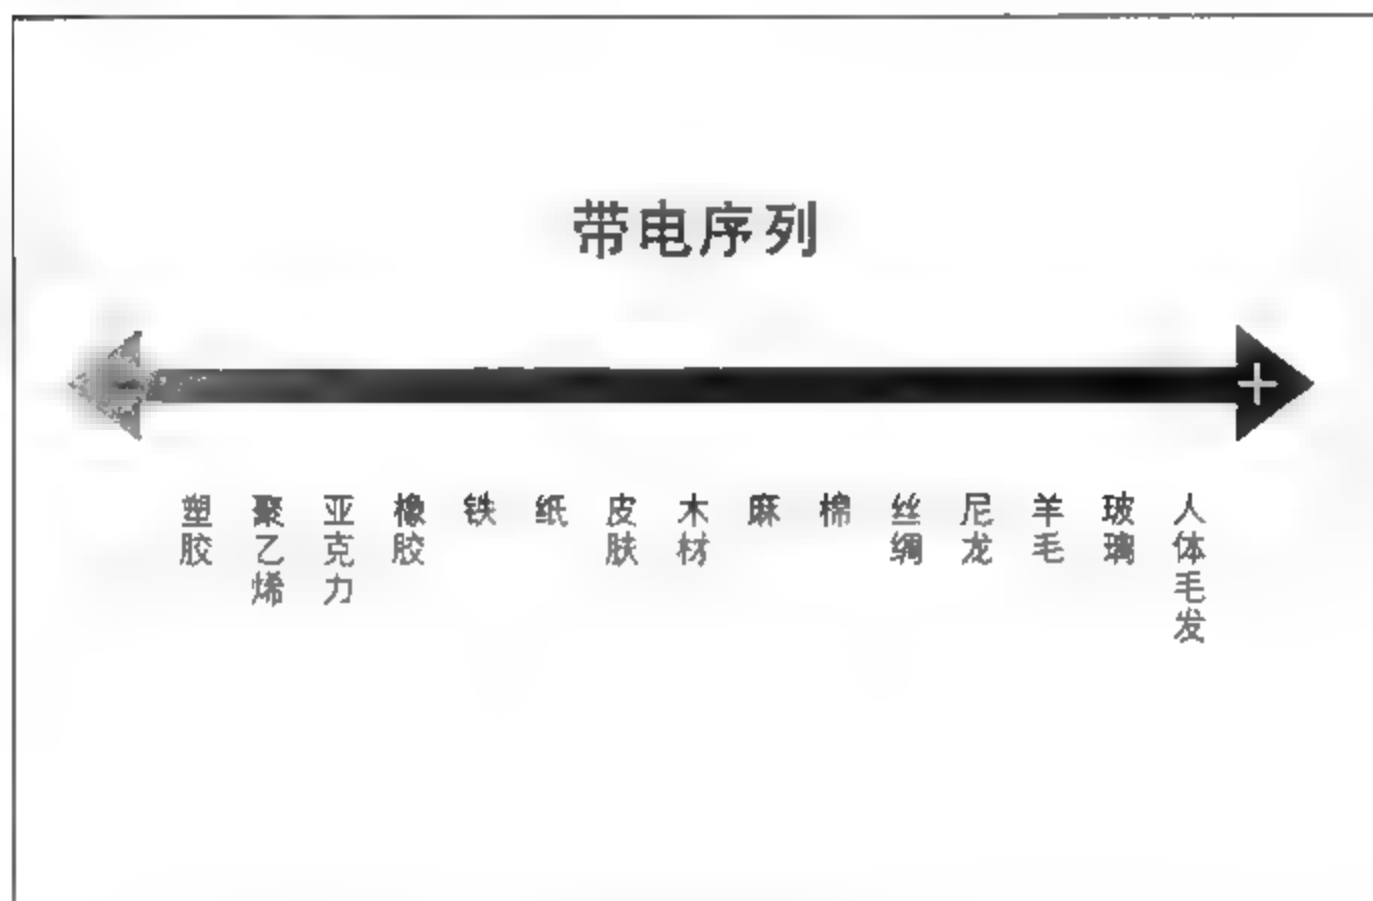 带电序列
+
塑胶
聚乙烯
亚克力
橡胶
铁
纸
皮肤
木材
麻
棉
丝绸
尼龙
羊毛
玻璃
人体毛发